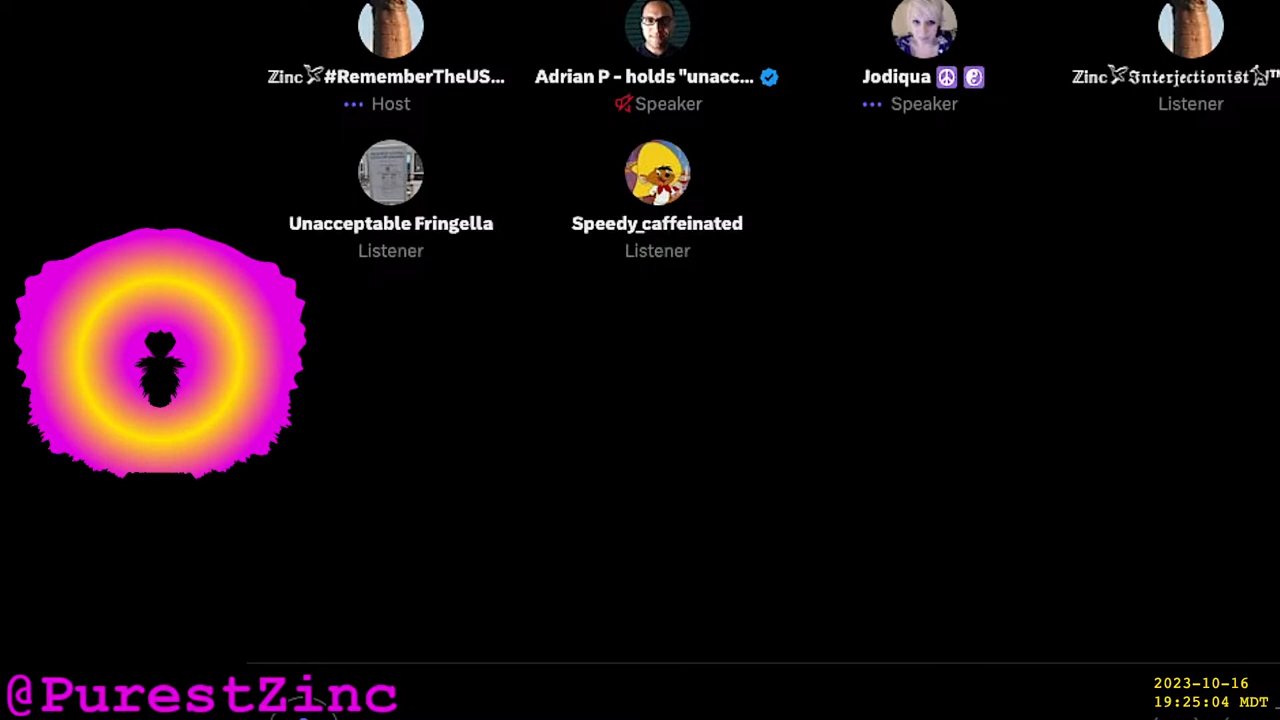 ℤinc🕊#RememberTheUS... Adrian P - holds "unacc... Jodiqua ☮️ ☯️ ℤinc🕊𝕴𝖓𝖙𝖊𝖗𝖏𝖊𝖈𝖙𝖎𝖔𝖓𝖎𝖘𝖙🐩™
Host Speaker Speaker Listener
Unacceptable Fringella Speedy_caffeinated
Listener Listener
@PurestZinc
2023-10-16
19:25:04 MDT